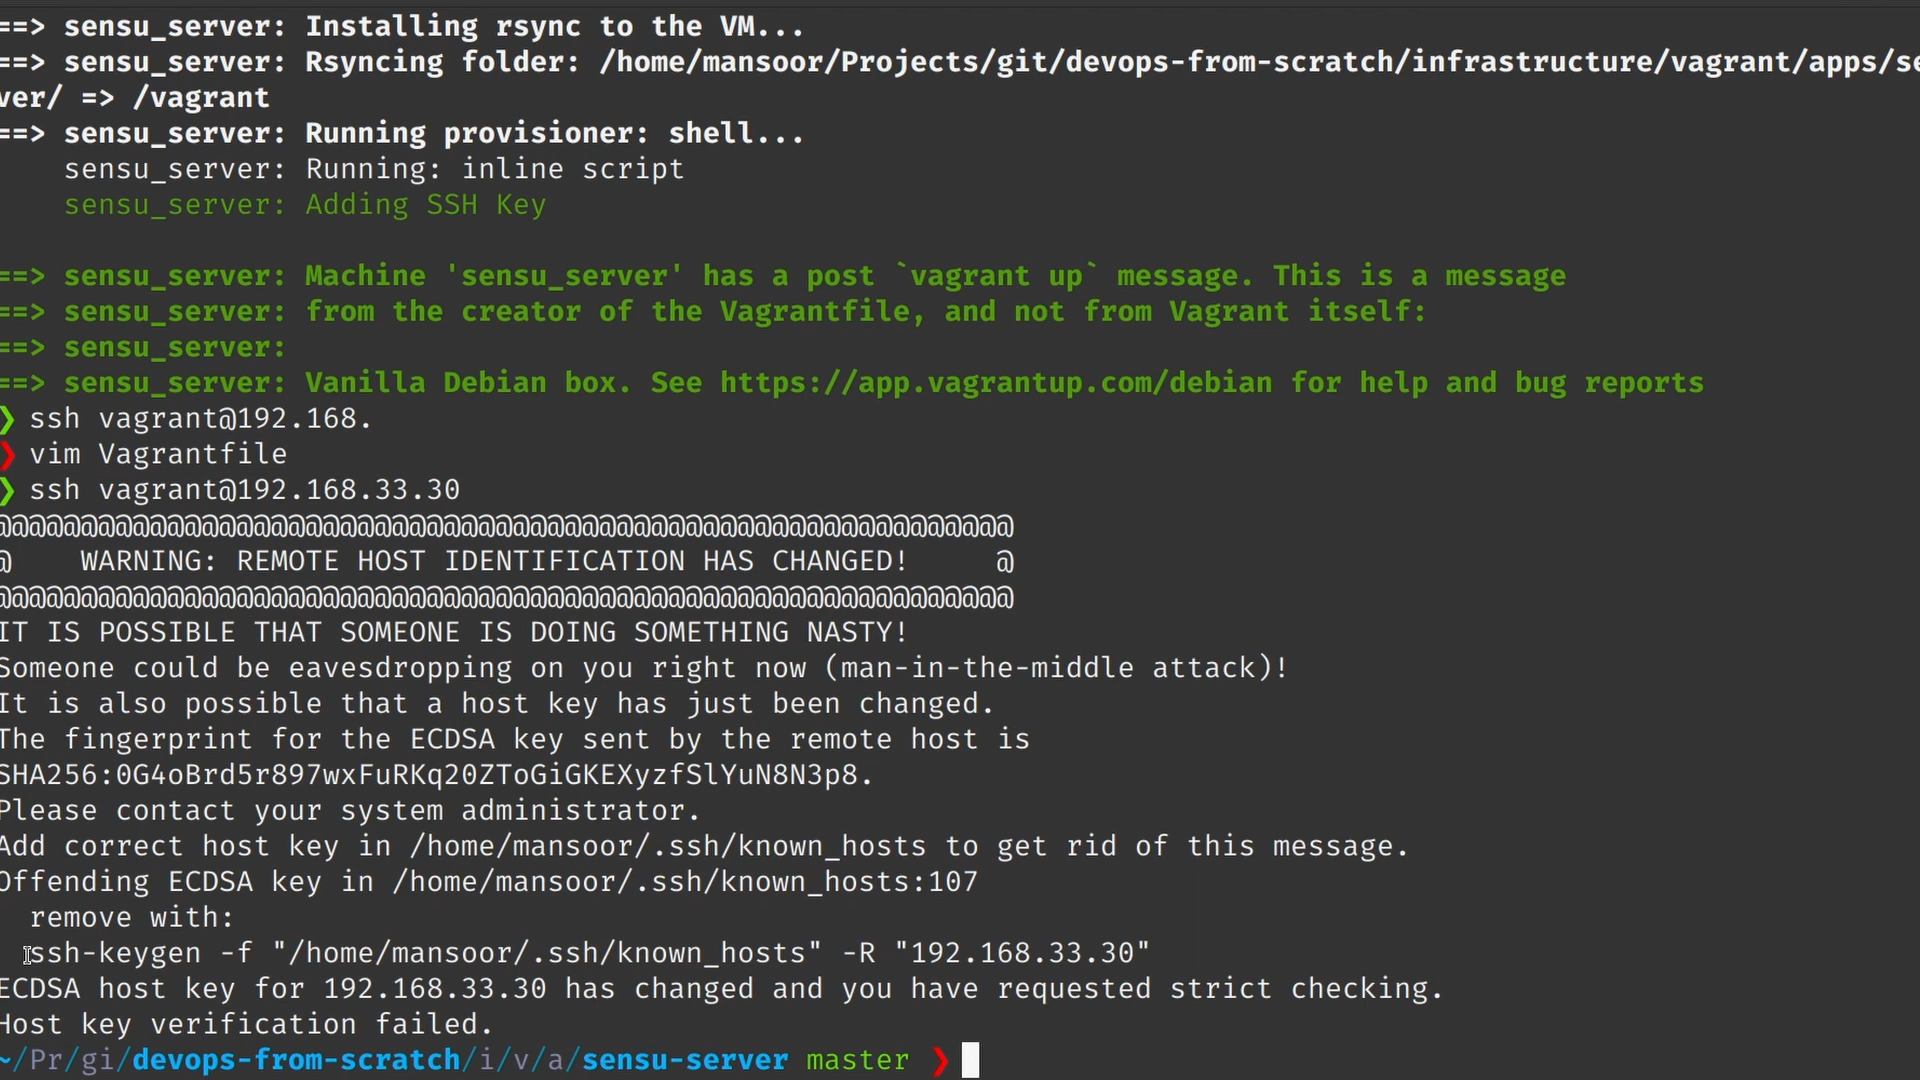 ==> sensu_server: Installing rsync to the VM...
==> sensu_server: Rsyncing folder: /home/mansoor/Projects/git/devops-from-scratch/infrastructure/vagrant/apps/se
ver/ => /vagrant
==> sensu_server: Running provisioner: shell...
sensu_server: Running: inline script
sensu_server: Adding SSH Key
==> sensu_server: Machine 'sensu_server' has a post `vagrant up` message. This is a message
==> sensu_server: from the creator of the Vagrantfile, and not from Vagrant itself:
==> sensu_server:
==> sensu_server: Vanilla Debian box. See https://app.vagrantup.com/debian for help and bug reports
❯ ssh vagrant@192.168.
❯ vim Vagrantfile
❯ ssh vagrant@192.168.33.30
@@@@@@@@@@@@@@@@@@@@@@@@@@@@@@@@@@@@@@@@@@@@@@@@@@@@@@@@@@@
@    WARNING: REMOTE HOST IDENTIFICATION HAS CHANGED!     @
@@@@@@@@@@@@@@@@@@@@@@@@@@@@@@@@@@@@@@@@@@@@@@@@@@@@@@@@@@@
IT IS POSSIBLE THAT SOMEONE IS DOING SOMETHING NASTY!
Someone could be eavesdropping on you right now (man-in-the-middle attack)!
It is also possible that a host key has just been changed.
The fingerprint for the ECDSA key sent by the remote host is
SHA256:0G4oBrd5r897wxFuRKq20ZToGiGKEXyzfSlYuN8N3p8.
Please contact your system administrator.
Add correct host key in /home/mansoor/.ssh/known_hosts to get rid of this message.
Offending ECDSA key in /home/mansoor/.ssh/known_hosts:107
remove with:
ssh-keygen -f "/home/mansoor/.ssh/known_hosts" -R "192.168.33.30"
ECDSA host key for 192.168.33.30 has changed and you have requested strict checking.
Host key verification failed.
~/Pr/gi/devops-from-scratch/i/v/a/sensu-server master ❯